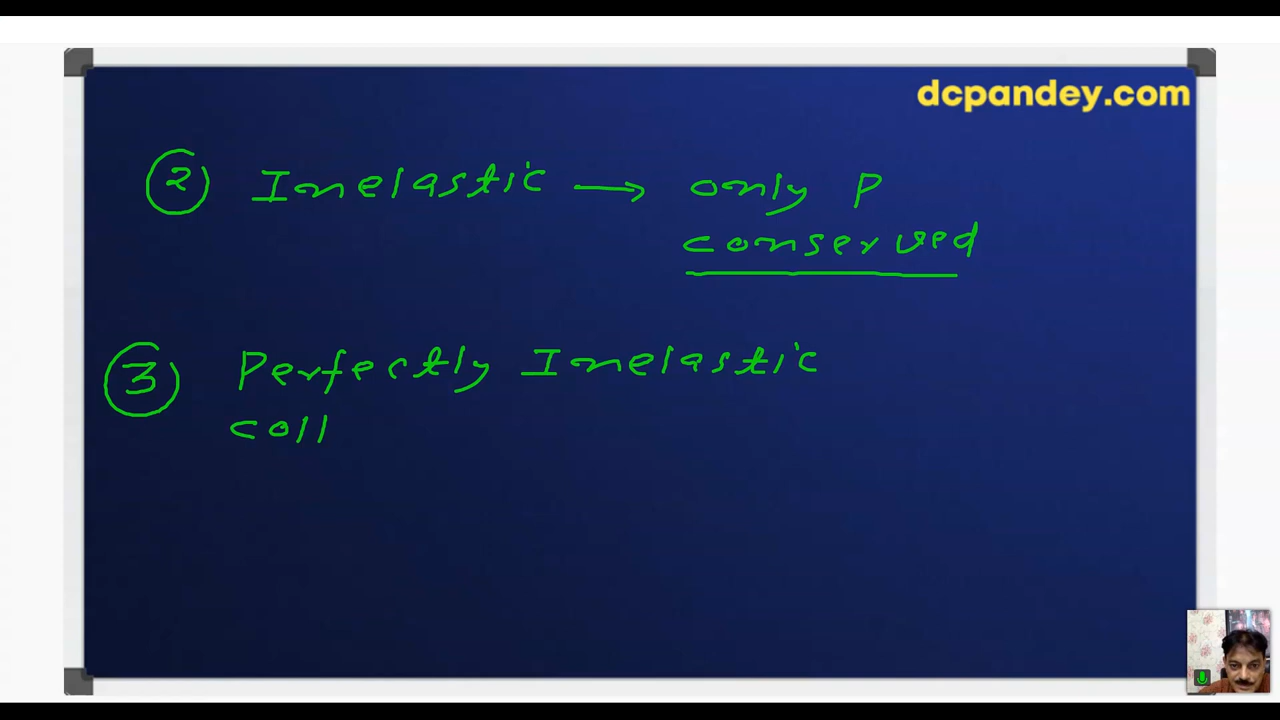 dcpandey.com
② Inelastic → only P
conserved
③ Perfectly Inelastic
coll